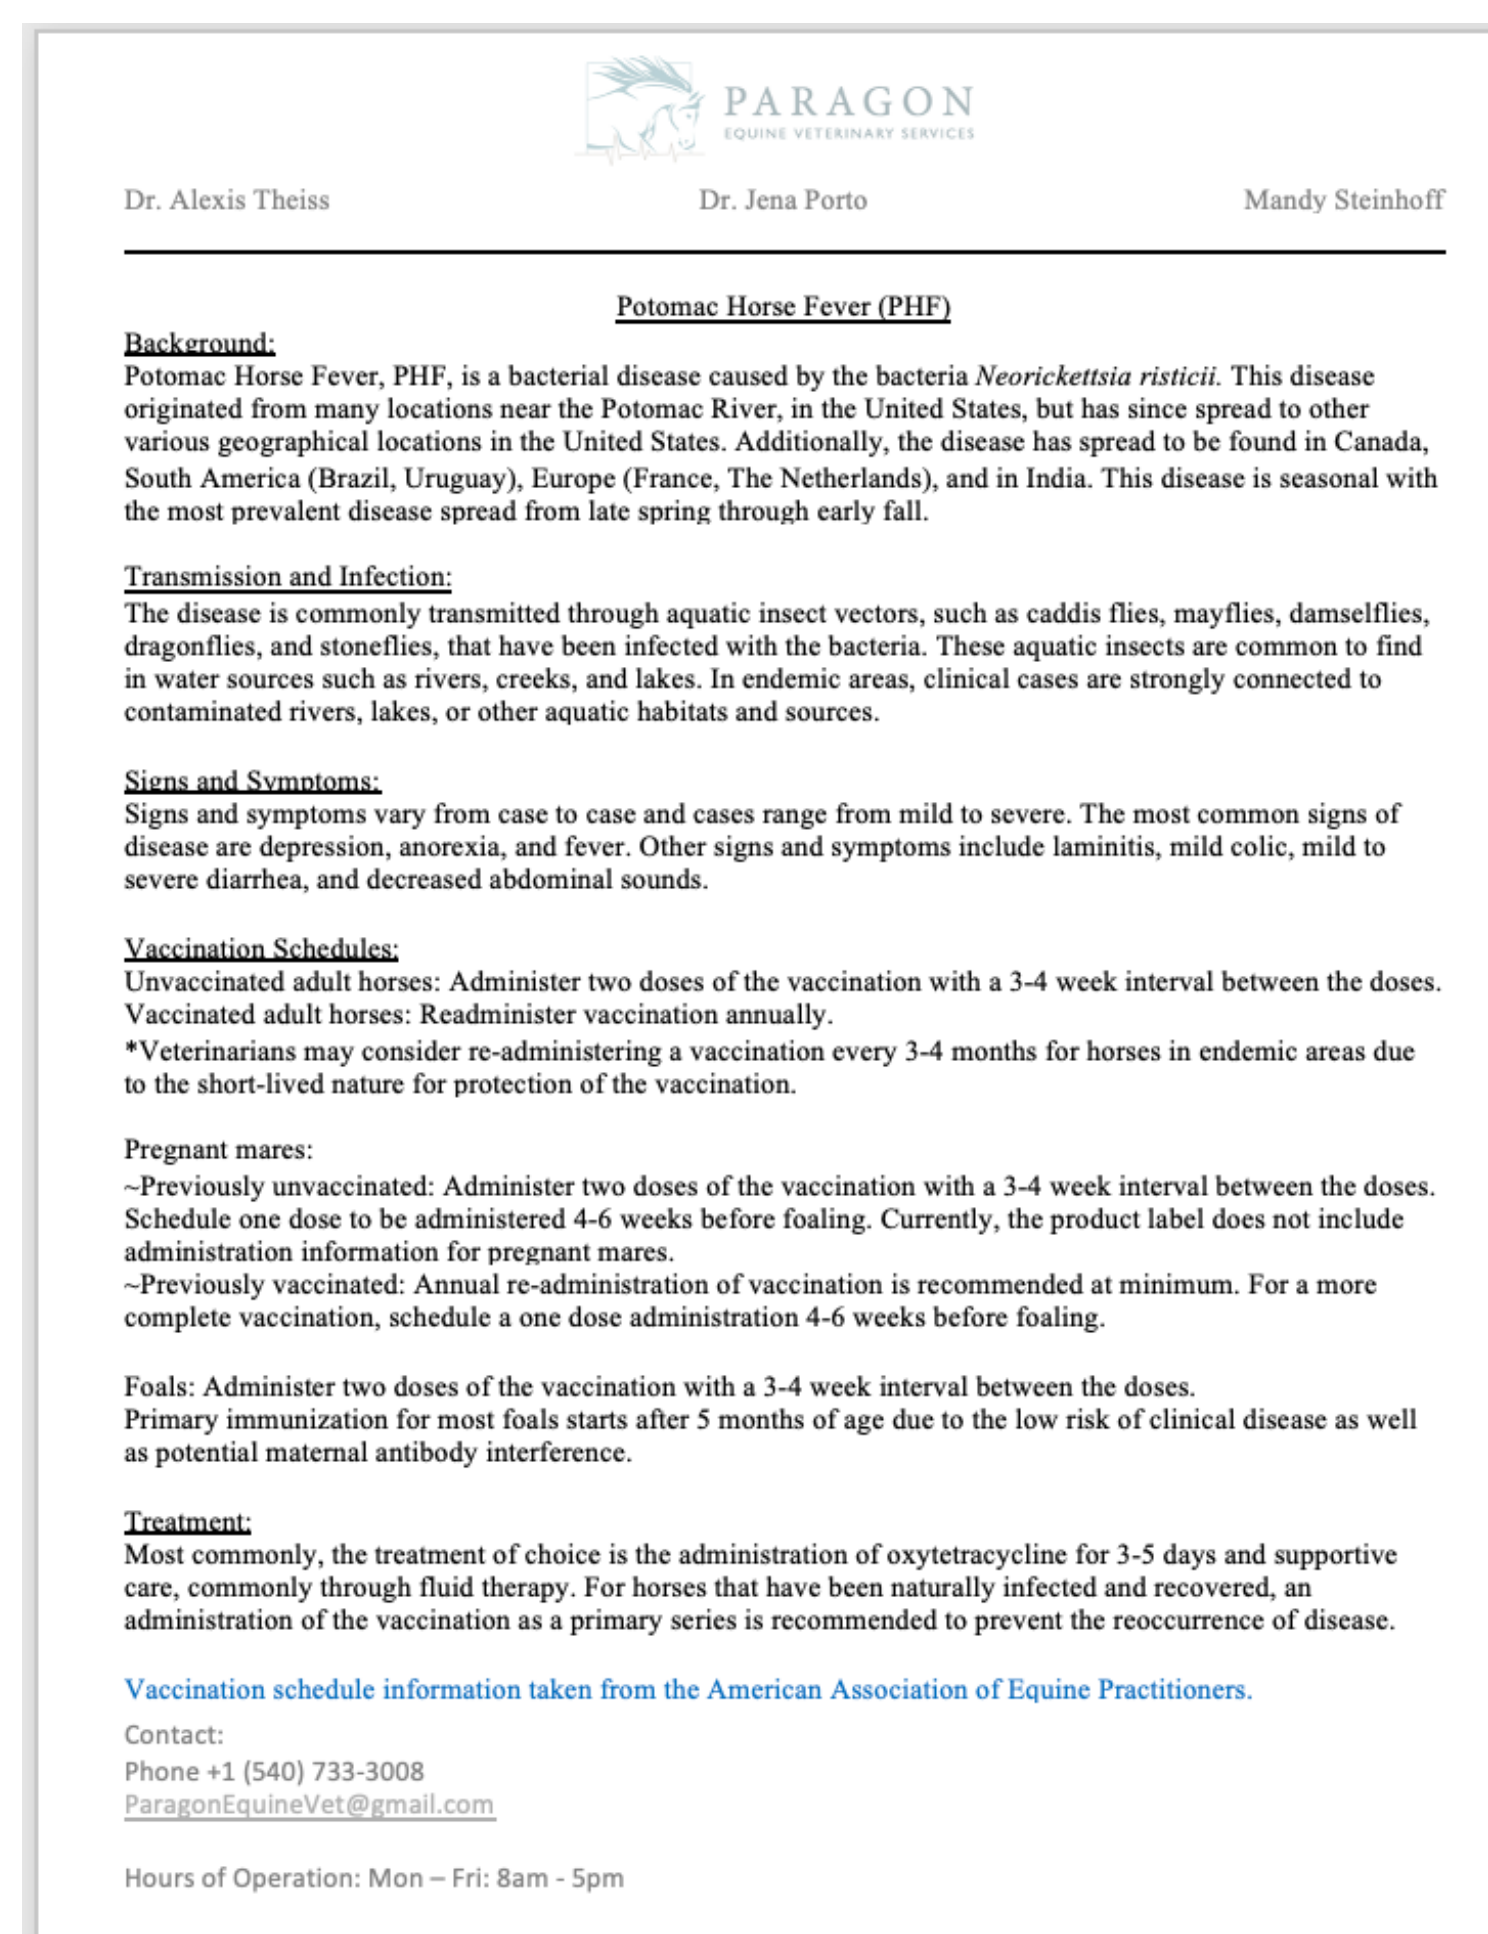 PARAGON
EQUINE VETERINARY SERVICES
Dr. Alexis Theiss Dr. Jena Porto Mandy Steinhoff
Potomac Horse Fever (PHF)
Background:
Potomac Horse Fever, PHF, is a bacterial disease caused by the bacteria Neorickettsia risticii. This disease
originated from many locations near the Potomac River, in the United States, but has since spread to other
various geographical locations in the United States. Additionally, the disease has spread to be found in Canada,
South America (Brazil, Uruguay), Europe (France, The Netherlands), and in India. This disease is seasonal with
the most prevalent disease spread from late spring through early fall.
Transmission and Infection:
The disease is commonly transmitted through aquatic insect vectors, such as caddis flies, mayflies, damselflies,
dragonflies, and stoneflies, that have been infected with the bacteria. These aquatic insects are common to find
in water sources such as rivers, creeks, and lakes. In endemic areas, clinical cases are strongly connected to
contaminated rivers, lakes, or other aquatic habitats and sources.
Signs and Symptoms:
Signs and symptoms vary from case to case and cases range from mild to severe. The most common signs of
disease are depression, anorexia, and fever. Other signs and symptoms include laminitis, mild colic, mild to
severe diarrhea, and decreased abdominal sounds.
Vaccination Schedules:
Unvaccinated adult horses: Administer two doses of the vaccination with a 3-4 week interval between the doses.
Vaccinated adult horses: Readminister vaccination annually.
*Veterinarians may consider re-administering a vaccination every 3-4 months for horses in endemic areas due
to the short-lived nature for protection of the vaccination.
Pregnant mares:
~Previously unvaccinated: Administer two doses of the vaccination with a 3-4 week interval between the doses.
Schedule one dose to be administered 4-6 weeks before foaling. Currently, the product label does not include
administration information for pregnant mares.
~Previously vaccinated: Annual re-administration of vaccination is recommended at minimum. For a more
complete vaccination, schedule a one dose administration 4-6 weeks before foaling.
Foals: Administer two doses of the vaccination with a 3-4 week interval between the doses.
Primary immunization for most foals starts after 5 months of age due to the low risk of clinical disease as well
as potential maternal antibody interference.
Treatment:
Most commonly, the treatment of choice is the administration of oxytetracycline for 3-5 days and supportive
care, commonly through fluid therapy. For horses that have been naturally infected and recovered, an
administration of the vaccination as a primary series is recommended to prevent the reoccurrence of disease.
Vaccination schedule information taken from the American Association of Equine Practitioners.
Contact:
Phone +1 (540) 733-3008
ParagonEquineVet@gmail.com
Hours of Operation: Mon – Fri: 8am - 5pm